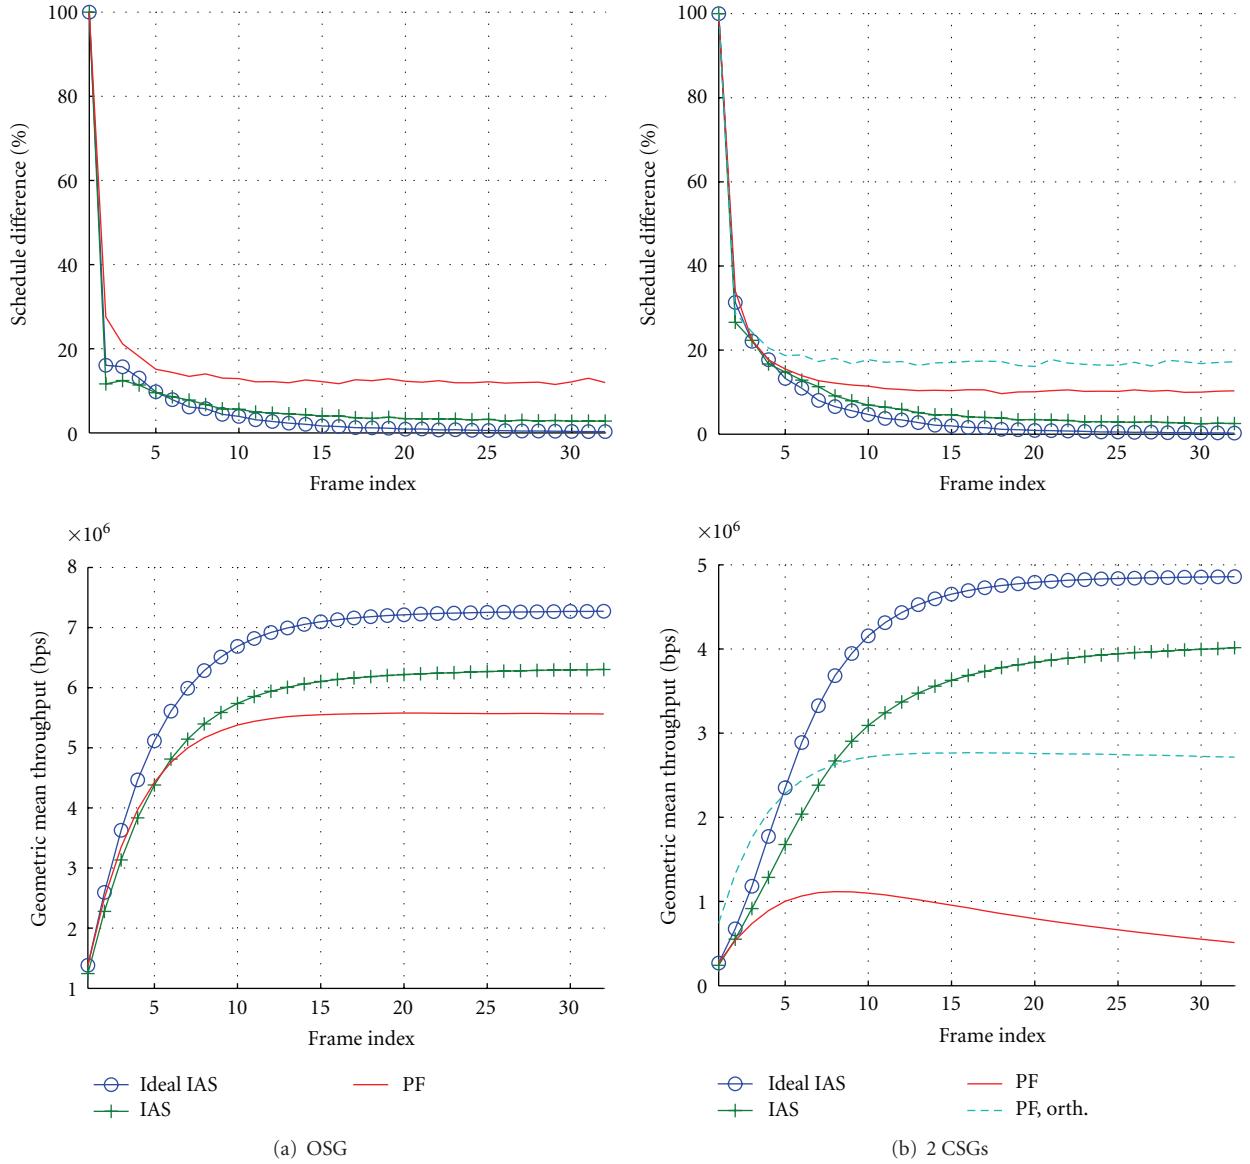 100
80
60
40
20
0
Schedule difference (%)
5 10 15 20 25 30
Frame index
100
80
60
40
20
0
Schedule difference (%)
5 10 15 20 25 30
Frame index
×10⁶
8
7
6
5
4
3
2
1
Geometric mean throughput (bps)
5 10 15 20 25 30
Frame index
×10⁶
5
4
3
2
1
0
Geometric mean throughput (bps)
5 10 15 20 25 30
Frame index
Ideal IAS PF
IAS
(a) OSG
Ideal IAS PF
IAS PF, orth.
(b) 2 CSGs